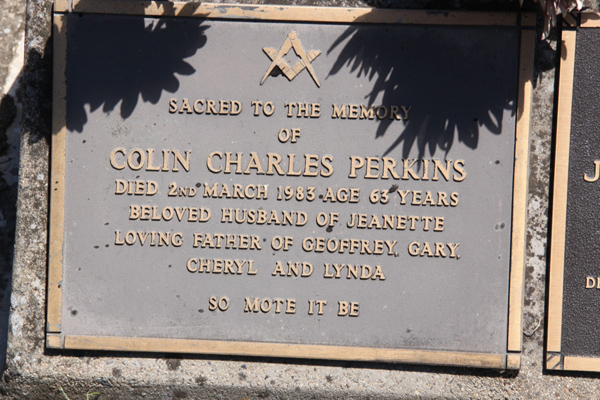 SACRED TO THE MEMORY
OF
COLIN CHARLES PERKINS
DIED 2ND MARCH 1983 AGE 63 YEARS
BELOVED HUSBAND OF JEANETTE
LOVING FATHER OF GEOFFREY, GARY,
CHERYL AND LYNDA
SO MOTE IT BE